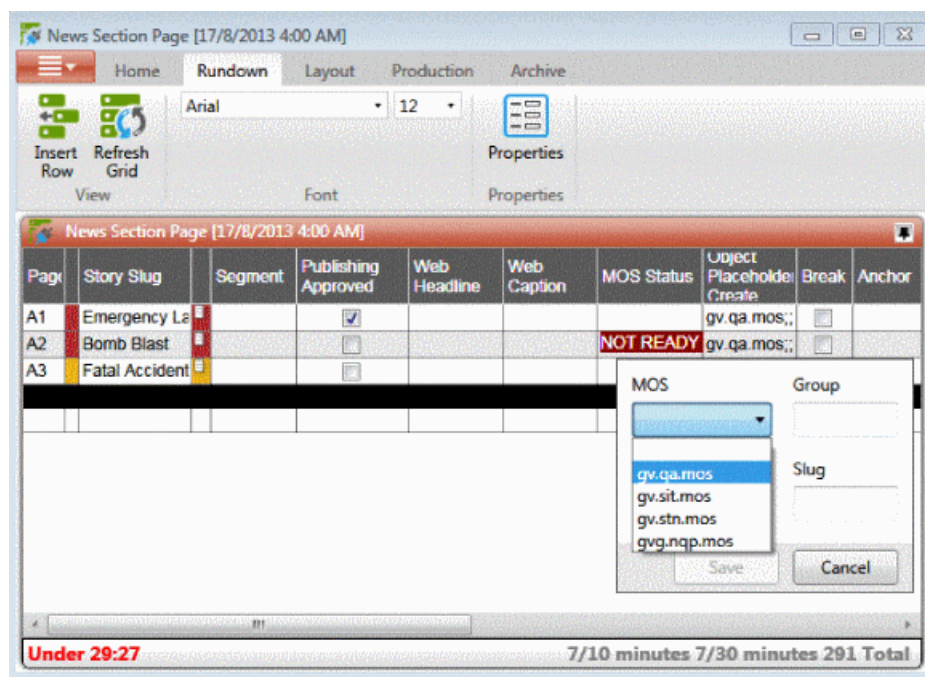 News Section Page [17/8/2013 4:00 AM]
Home Rundown Layout Production Archive
Arial 12
Insert Row Refresh Grid Properties
View Font Properties
News Section Page [17/8/2013 4:00 AM]
Page Story Slug Segment Publishing Approved Web Headline Web Caption MOS Status Object Placeholder Create Break Anchor
A1 Emergency La gv.qa.mos;;
A2 Bomb Blast NOT READY gv.qa.mos;;
A3 Fatal Accident
MOS Group
gv.qa.mos Slug
gv.sit.mos
gv.stn.mos
gvg.nqp.mos
Save Cancel
Under 29:27 7/10 minutes 7/30 minutes 291 Total